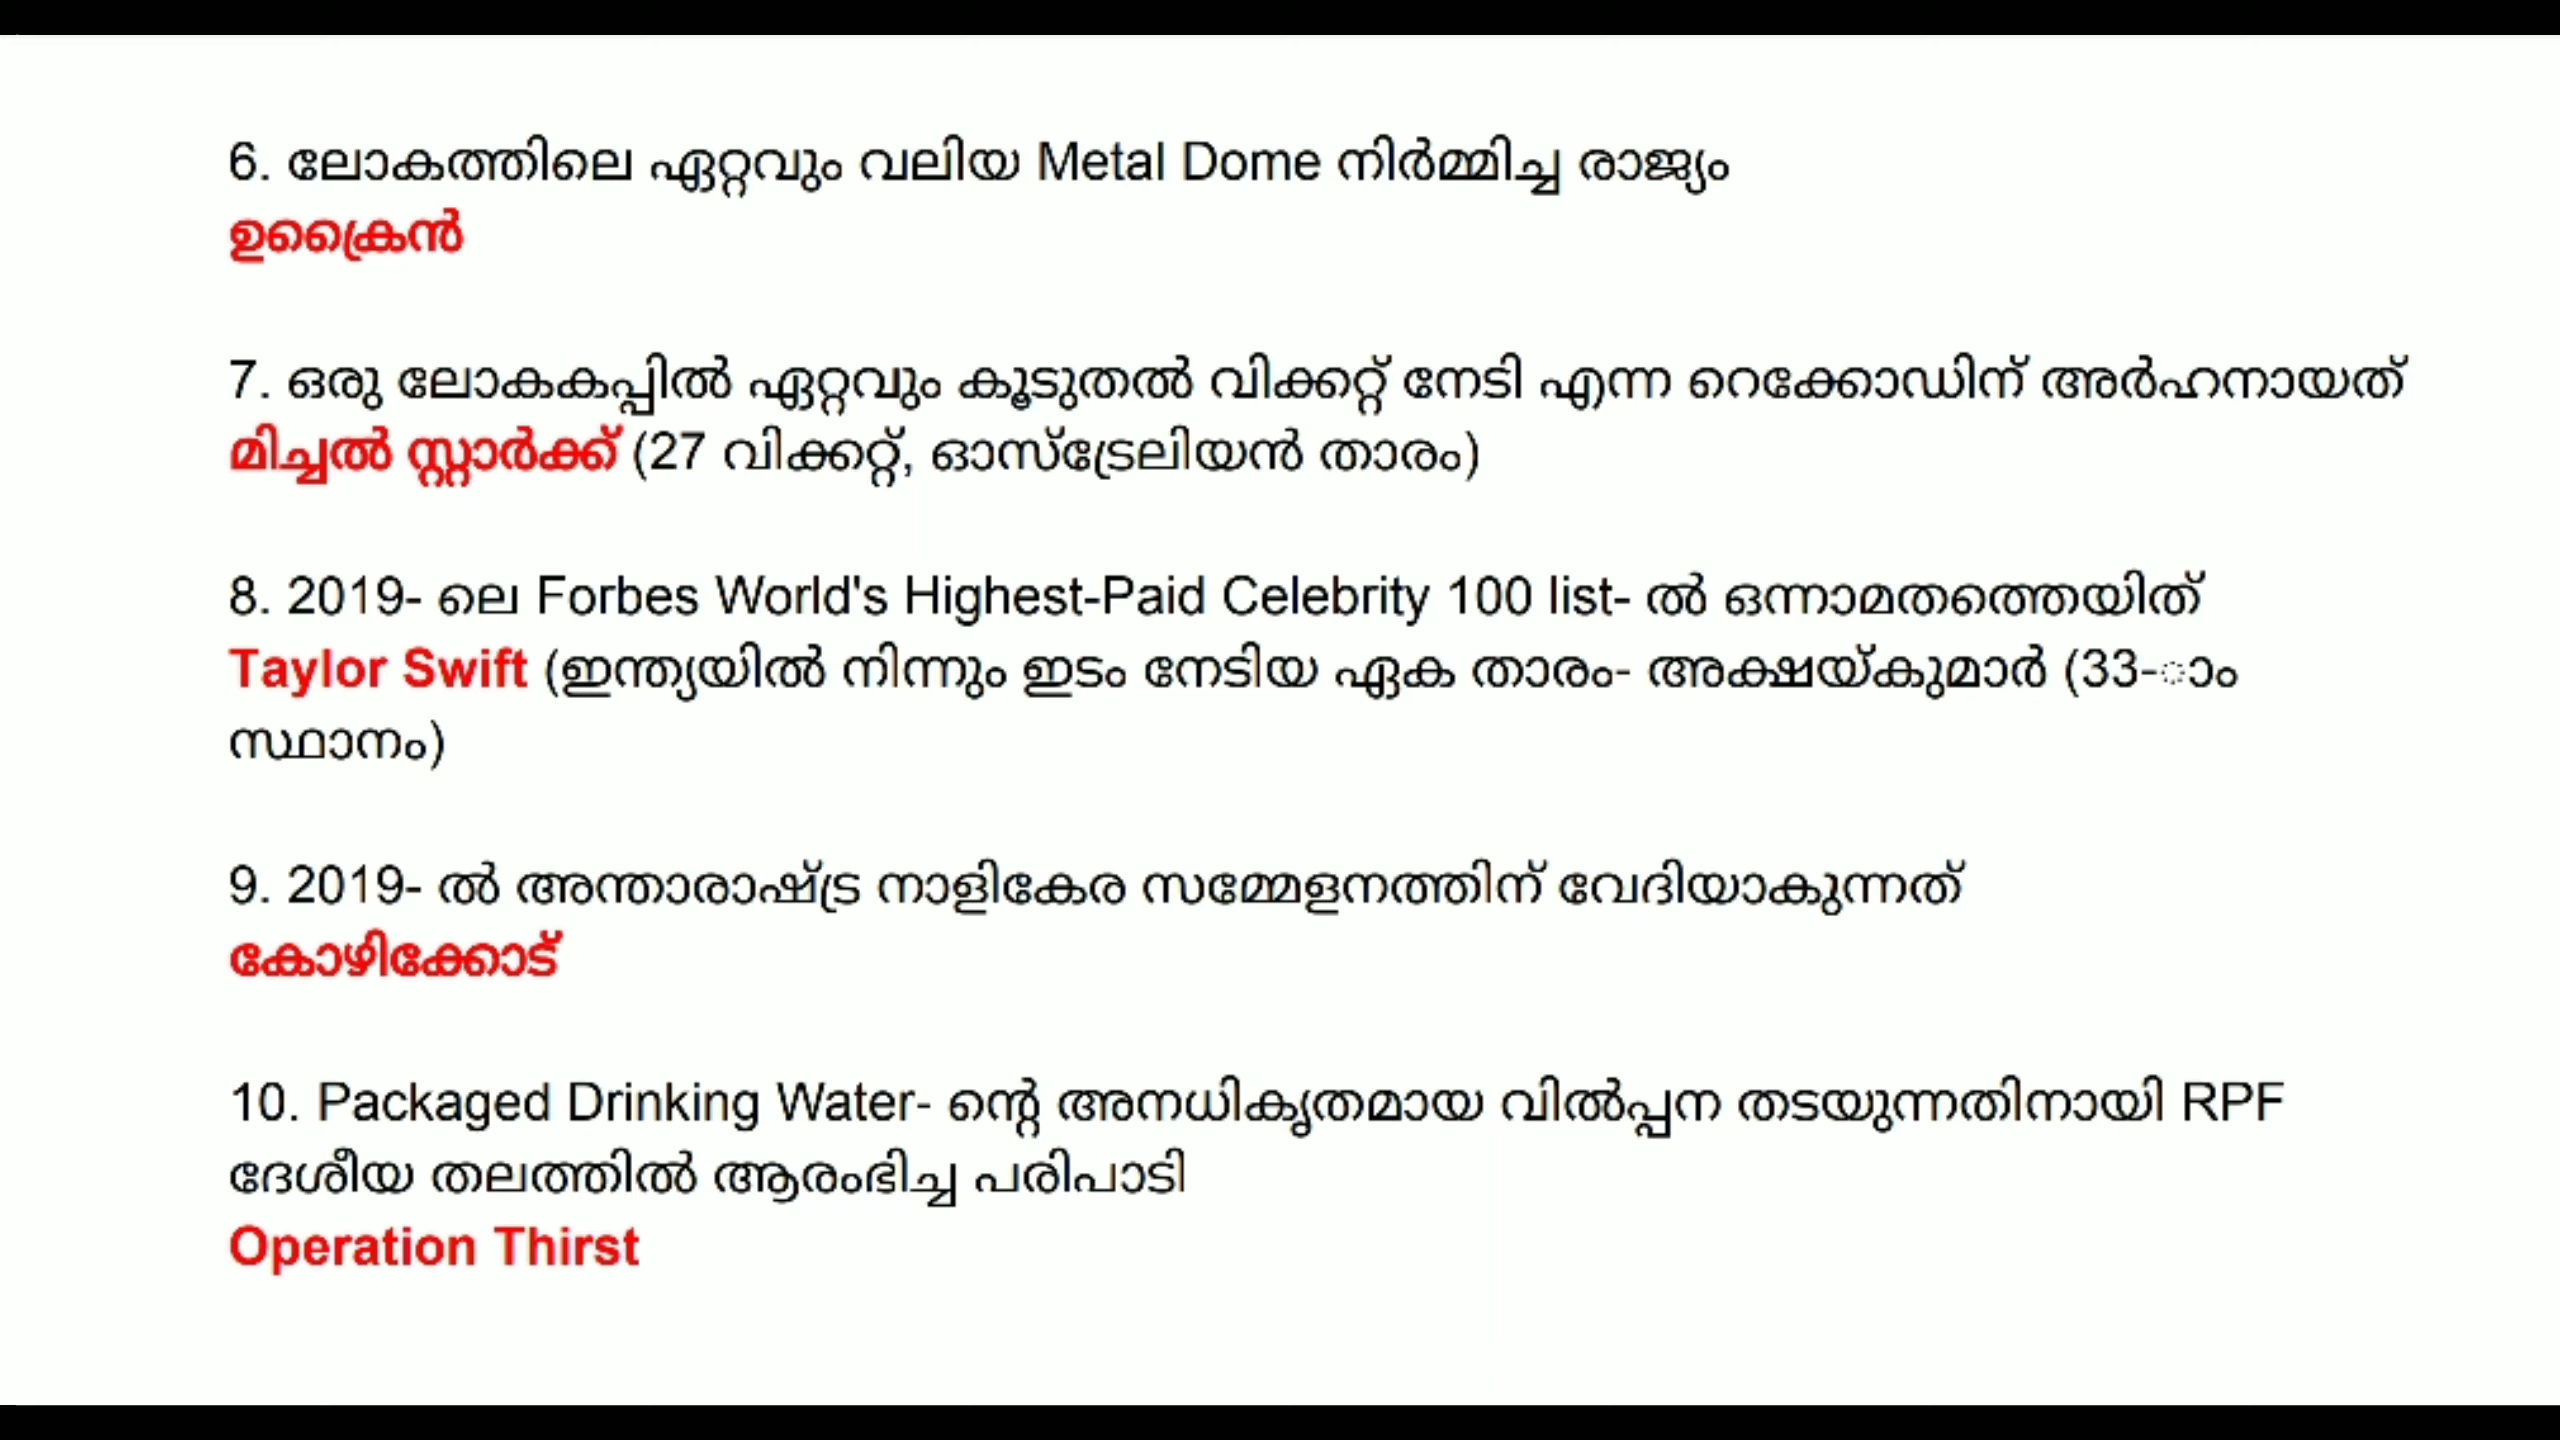 6. ലോകത്തിലെ ഏറ്റവും വലിയ Metal Dome നിർമ്മിച്ച രാജ്യം
ഉക്രൈൻ
7. ഒരു ലോകകപ്പിൽ ഏറ്റവും കൂടുതൽ വിക്കറ്റ് നേടി എന്ന റെക്കോഡിന് അർഹനായത്
മിച്ചൽ സ്റ്റാർക്ക് (27 വിക്കറ്റ്, ഓസ്ട്രേലിയൻ താരം)
8. 2019- ലെ Forbes World's Highest-Paid Celebrity 100 list- ൽ ഒന്നാമതത്തെയിത്
Taylor Swift (ഇന്ത്യയിൽ നിന്നും ഇടം നേടിയ ഏക താരം- അക്ഷയ്കുമാർ (33-ാം
സ്ഥാനം)
9. 2019- ൽ അന്താരാഷ്ട്ര നാളികേര സമ്മേളനത്തിന് വേദിയാകുന്നത്
കോഴിക്കോട്
10. Packaged Drinking Water- ന്റെ അനധികൃതമായ വിൽപ്പന തടയുന്നതിനായി RPF
ദേശീയ തലത്തിൽ ആരംഭിച്ച പരിപാടി
Operation Thirst